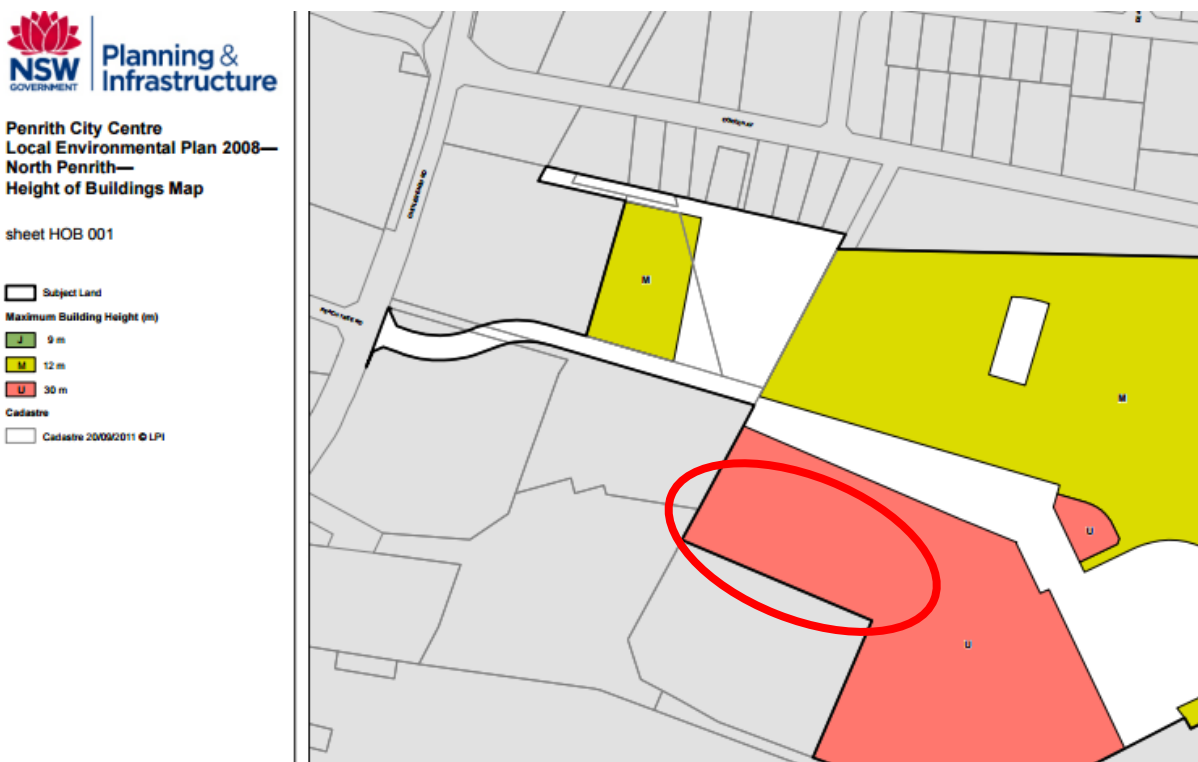 NSW
GOVERNMENT
Planning &
Infrastructure
Penrith City Centre
Local Environmental Plan 2008—
North Penrith—
Height of Buildings Map
sheet HOB 001
Subject Land
Maximum Building Height (m)
J 9 m
M 12 m
U 30 m
Cadastre
Cadastre 20/09/2011 © LPI
M
M
U
U